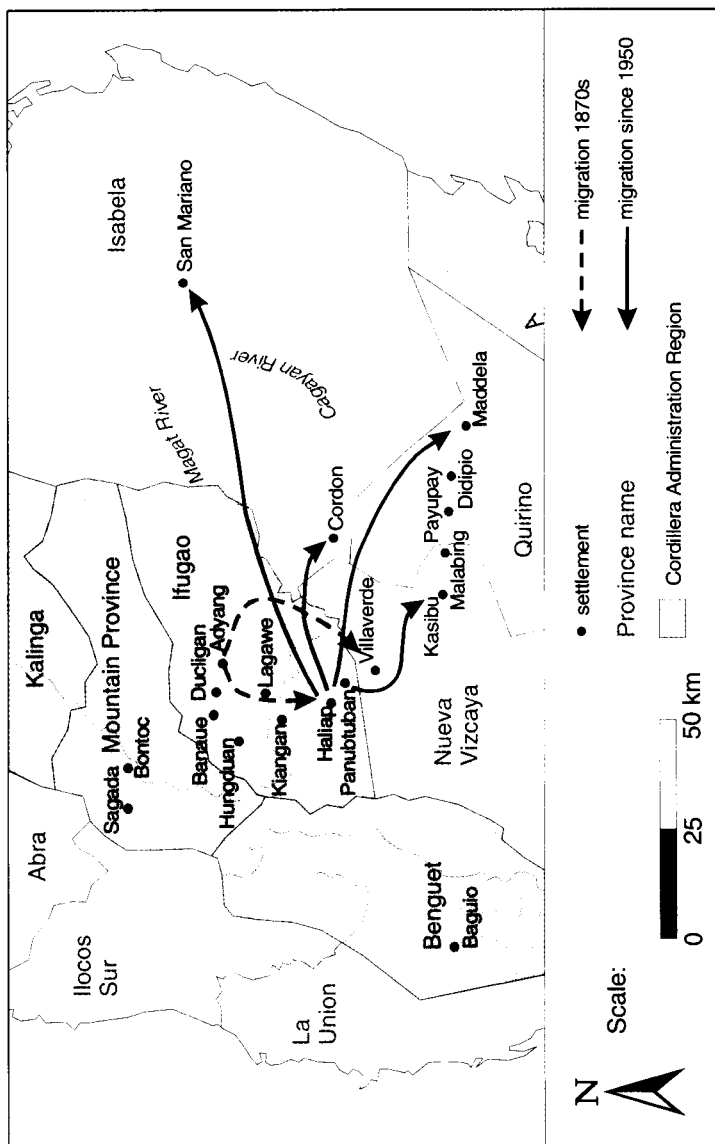 Abra
Kalinga
Ilocos
Sur
Sagada
Bontoc
Mountain Province
Isabela
San Mariano
Magat River
Cagayan River
Ifugao
Banaue
Ducligan
Adyang
Hungduan
Lagawe
Kiangan
La
Union
Haliap
Panubtuban
Cordon
Villaverde
Benguet
Baguio
Nueva
Vizcaya
Kasibu
Malabing
Payupay
Didipio
Maddela
Quirino
A
N
Scale:
0
25
50 km
settlement
Province name
Cordillera Administration Region
migration 1870s
migration since 1950